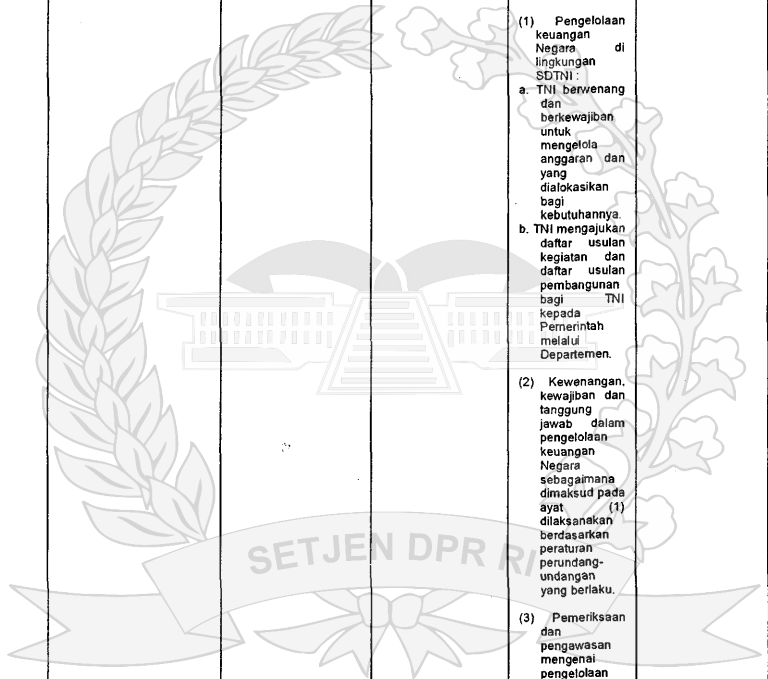 (1) Pengelolaan
keuangan
Negara di
lingkungan
SDTNI :
a. TNI berwenang
dan
berkewajiban
untuk
mengelola
anggaran dan
yang
dialokasikan
bagi
kebutuhannya.
b. TNI mengajukan
daftar usulan
kegiatan dan
daftar usulan
pembangunan
bagi TNI
kepada
Pemerintah
melalui
Departemen.
(2) Kewenangan,
kewajiban dan
tanggung
jawab dalam
pengelolaan
keuangan
Negara
sebagaimana
dimaksud pada
ayat (1)
dilaksanakan
berdasarkan
peraturan
perundang-
undangan
yang berlaku.
(3) Pemeriksaan
dan
pengawasan
mengenai
pengelolaan
SETJEN DPR RI